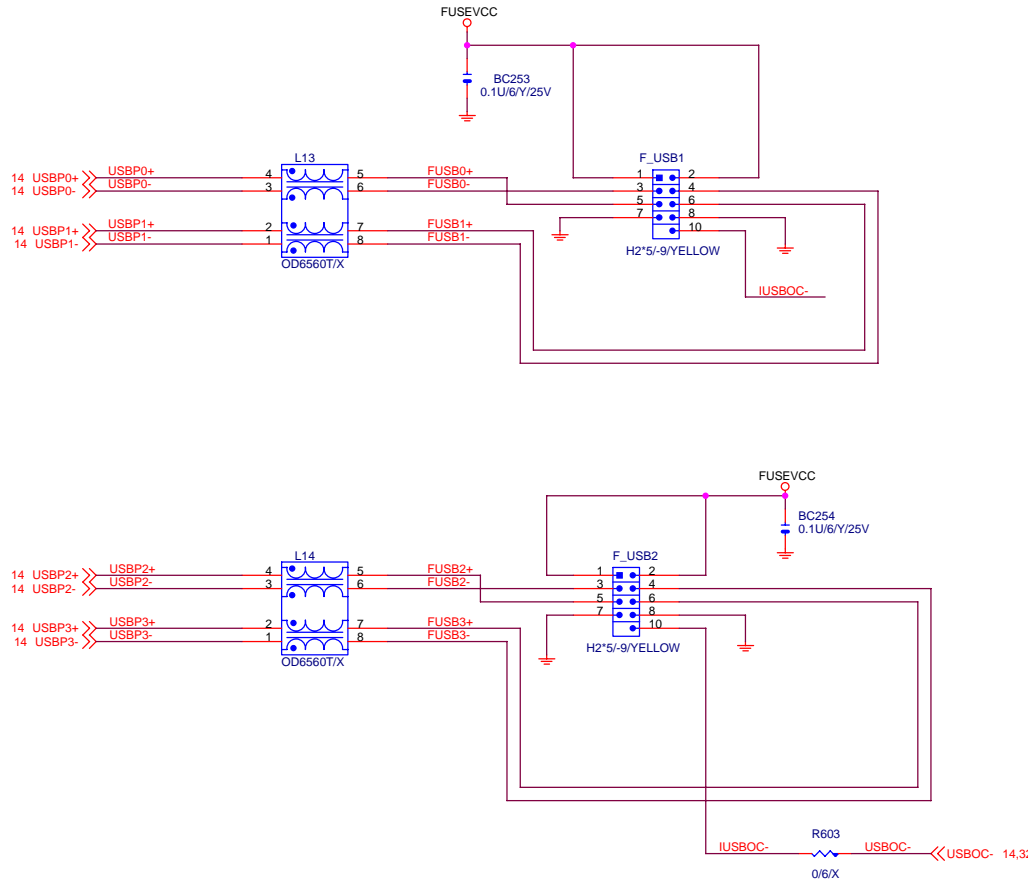 FUSEVCC
BC253
0.1U/6/Y/25V
L13
F_USB1
14 USBP0+ USBP0+ 4 5 FUSB0+ 1 2
14 USBP0- USBP0- 3 6 FUSB0- 3 4
5 6
14 USBP1+ USBP1+ 2 7 FUSB1+ 7 8
14 USBP1- USBP1- 1 8 FUSB1- 10
OD6560T/X
H2*5/-9/YELLOW
IUSBOC-
FUSEVCC
BC254
0.1U/6/Y/25V
L14
F_USB2
14 USBP2+ USBP2+ 4 5 FUSB2+ 1 2
14 USBP2- USBP2- 3 6 FUSB2- 3 4
5 6
14 USBP3+ USBP3+ 2 7 FUSB3+ 7 8
14 USBP3- USBP3- 1 8 FUSB3- 10
OD6560T/X
H2*5/-9/YELLOW
R603
IUSBOC- USBOC- USBOC- 14,32
0/6/X